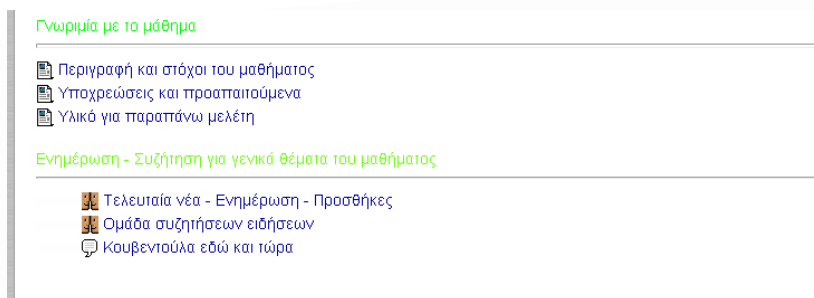 Γνωριμία με το μάθημα
Περιγραφή και στόχοι του μαθήματος
Υποχρεώσεις και προαπαιτούμενα
Υλικό για παραπάνω μελέτη
Ενημέρωση - Συζήτηση για γενικά θέματα του μαθήματος
Τελευταία νέα - Ενημέρωση - Προσθήκες
Ομάδα συζητήσεων ειδήσεων
Κουβεντούλα εδώ και τώρα